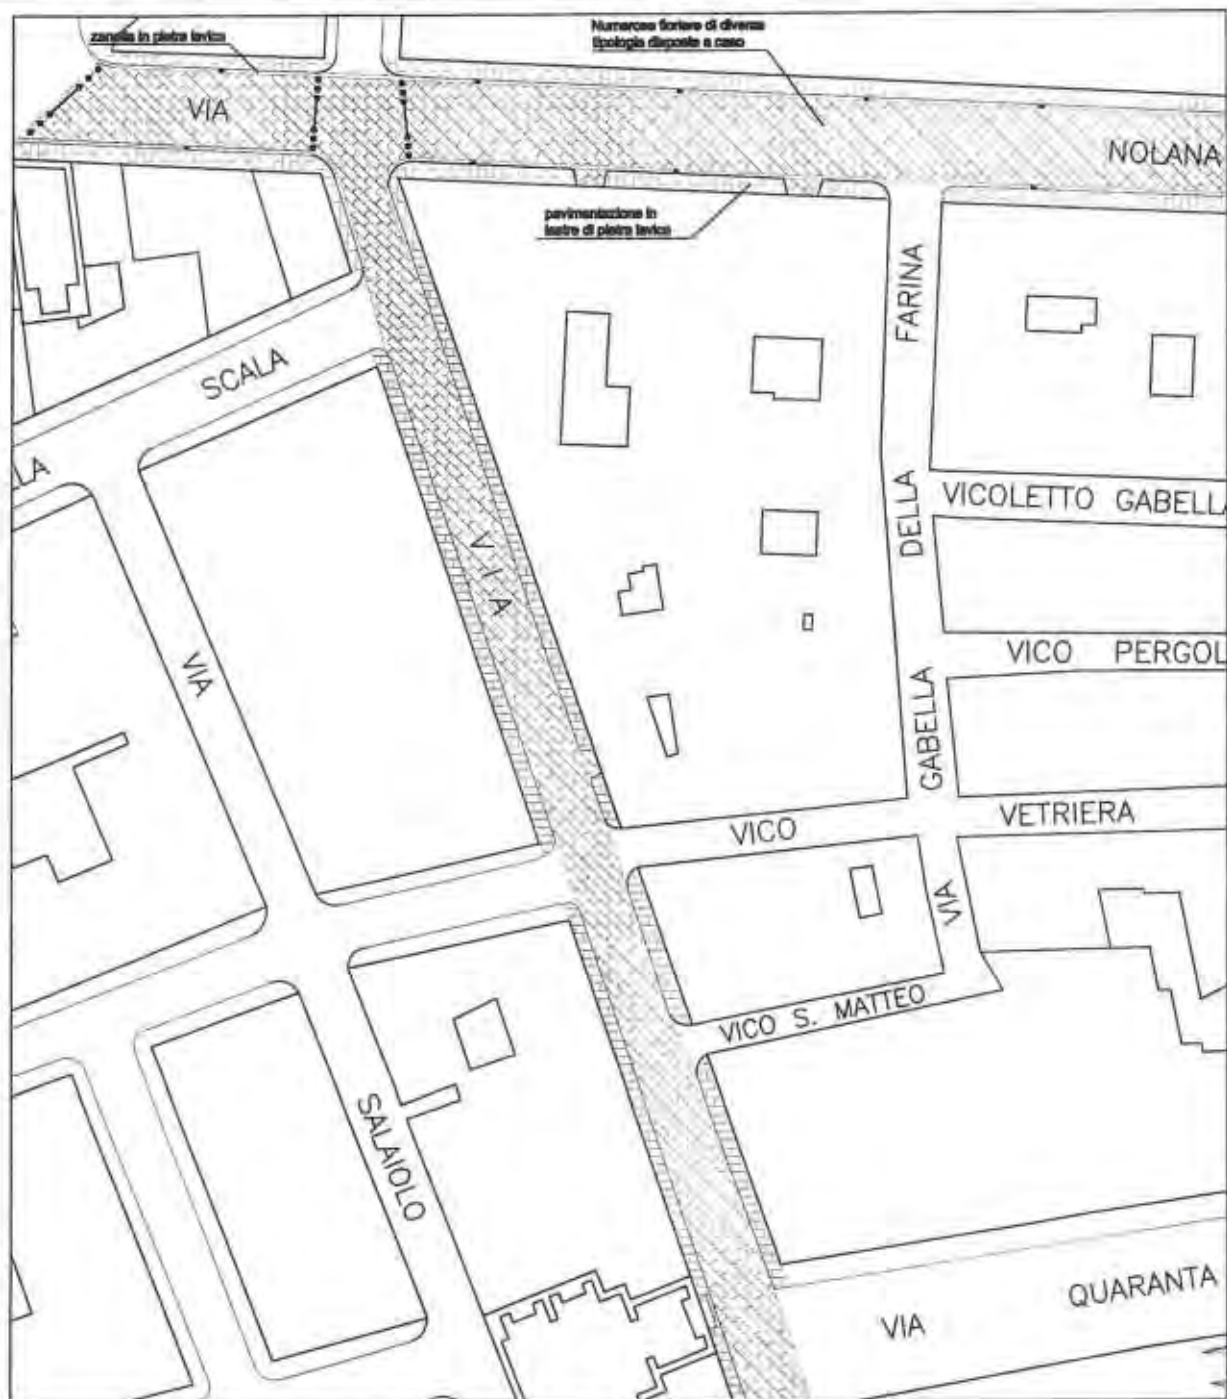 zanella in pietra lavica
Numerose fioriere di diversa
tipologia disposte a caso
VIA NOLANA
pavimentazione in
lastre di pietra lavica
SCALA
LA
VIA
VIA SALAIOLO
VIA GABELLA DELLA FARINA
VICOLETTO GABELLA
VICO PERGOL
VICO VETRIERA
VICO S. MATTEO
VIA QUARANTA